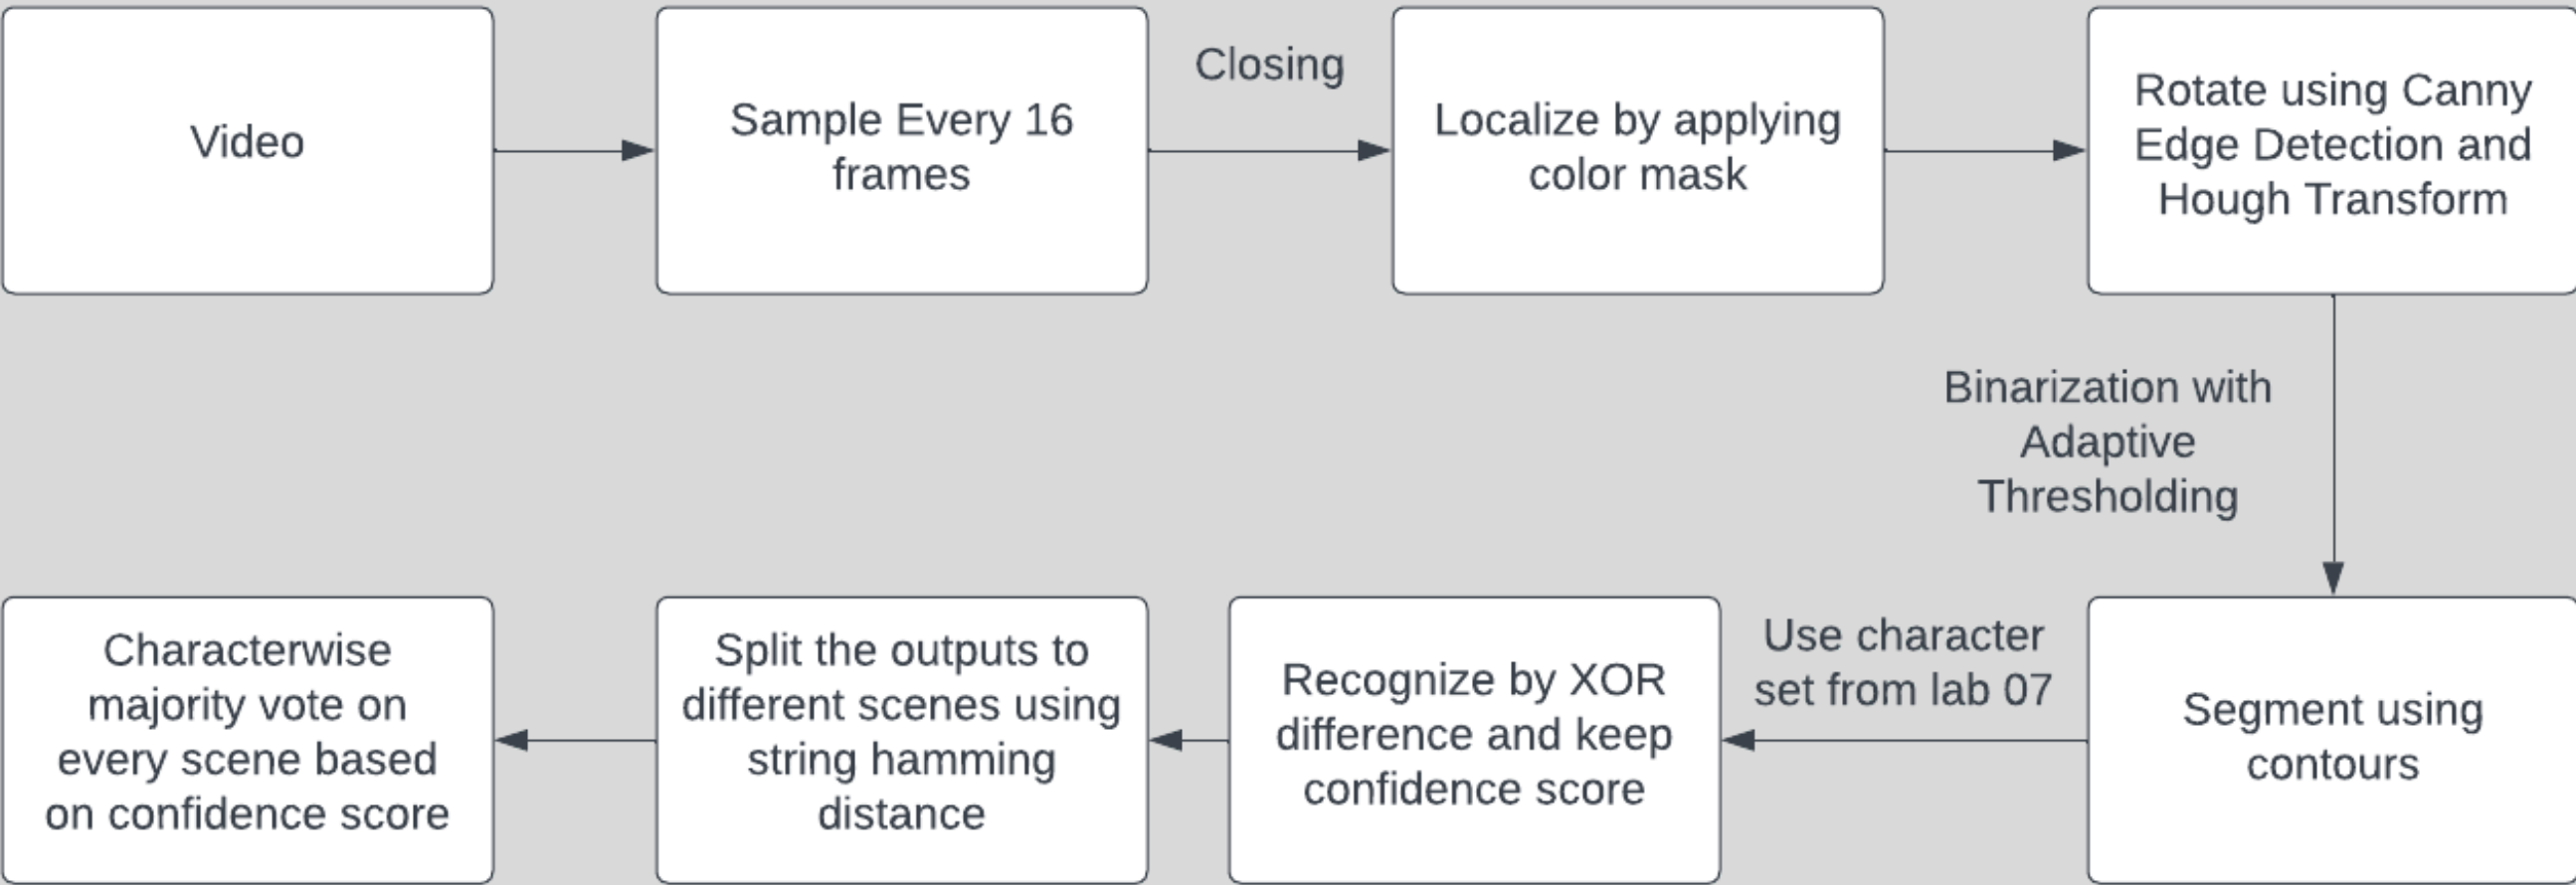 Video
Sample Every 16
frames
Closing
Localize by applying
color mask
Rotate using Canny
Edge Detection and
Hough Transform
Binarization with
Adaptive
Thresholding
Segment using
contours
Use character
set from lab 07
Recognize by XOR
difference and keep
confidence score
Split the outputs to
different scenes using
string hamming
distance
Characterwise
majority vote on
every scene based
on confidence score